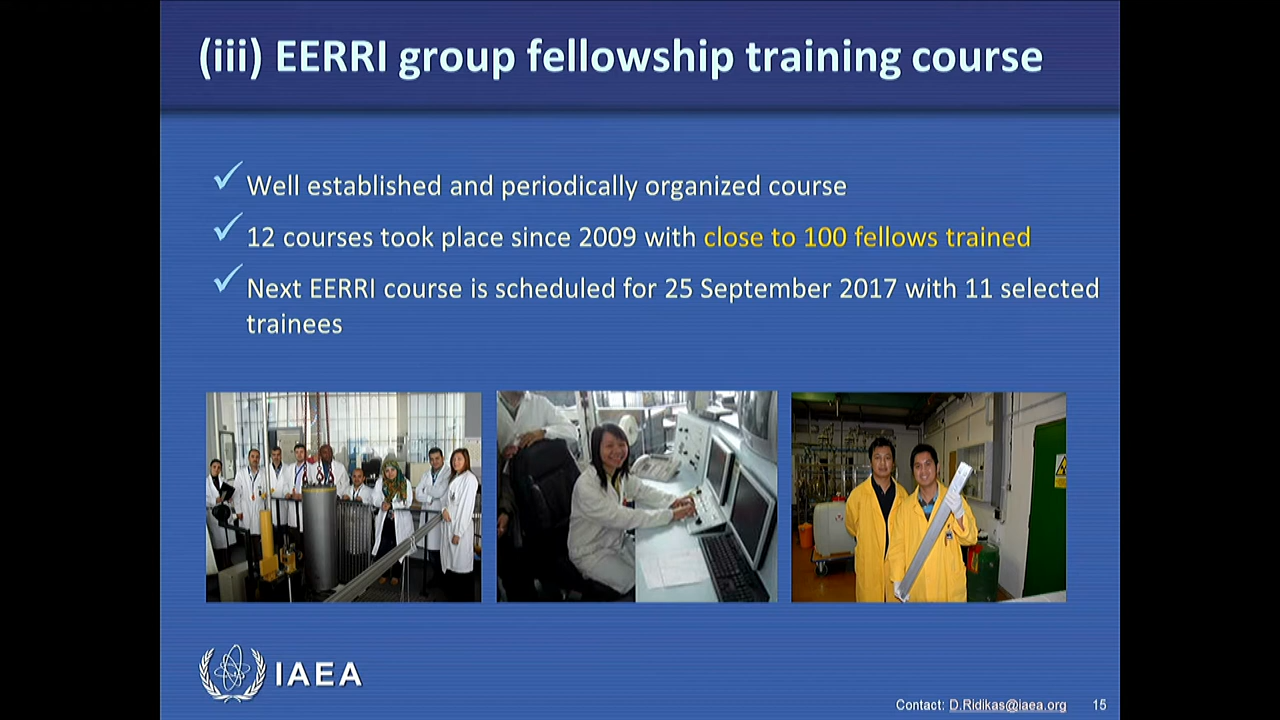 (iii) EERRI group fellowship training course
Well established and periodically organized course
12 courses took place since 2009 with close to 100 fellows trained
Next EERRI course is scheduled for 25 September 2017 with 11 selected
trainees
IAEA
Contact: D.Ridikas@iaea.org 15